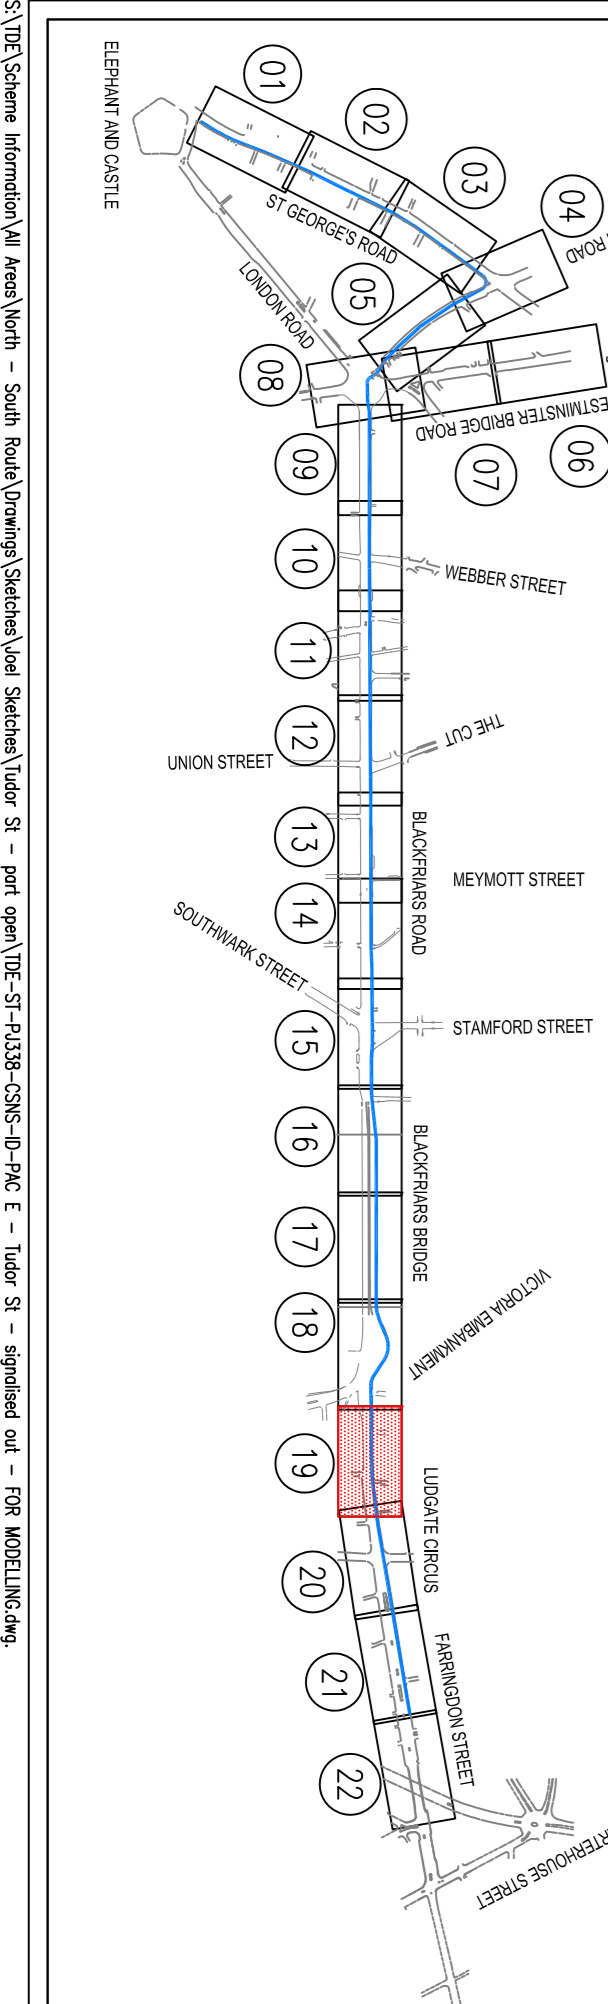 S:\TDE\Scheme Information\All Areas\North - South Route\Drawings\Sketches\Joel Sketches\Tudor St - part open\TDE-ST-PJ338-CSNS-ID-PAC E - Tudor St - signalised out - FOR MODELLING.dwg.
ELEPHANT AND CASTLE
01
02
03
04
ROAD
ST GEORGE'S ROAD
LONDON ROAD
05
06
07
BRIDGE ROAD
08
09
10
WEBBER STREET
11
12
THE CUT
UNION STREET
13
BLACKFRIARS ROAD
MEYMOTT STREET
14
SOUTHWARK STREET
15
STAMFORD STREET
16
BLACKFRIARS BRIDGE
17
18
VICTORIA EMBANKMENT
19
LUDGATE CIRCUS
20
21
FARRINGDON STREET
22
STREET